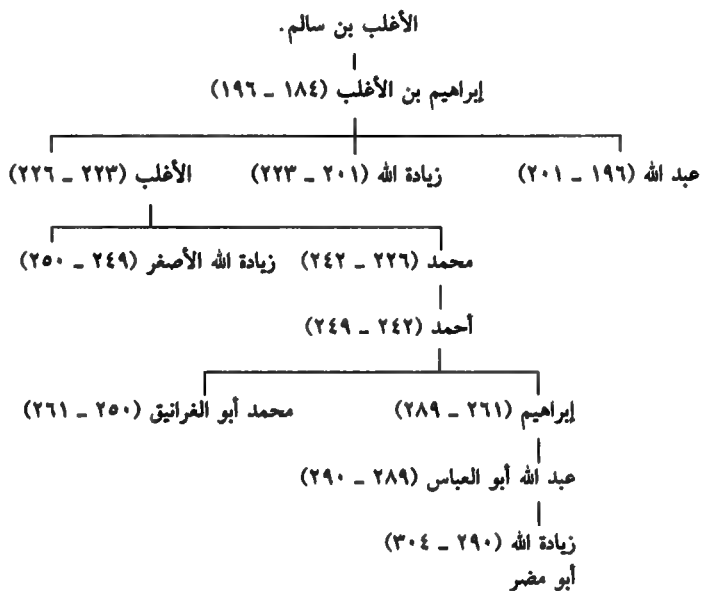 الأغلب بن سالم.
إبراهيم بن الأغلب (١٨٤ ـ ١٩٦)
عبد الله (١٩٦ ـ ٢٠١) زيادة الله (٢٠١ ـ ٢٢٣) الأغلب (٢٢٣ ـ ٢٢٦)
محمد (٢٢٦ ـ ٢٤٢) زيادة الله الأصغر (٢٤٩ ـ ٢٥٠)
أحمد (٢٤٢ ـ ٢٤٩)
إبراهيم (٢٦١ ـ ٢٨٩) محمد أبو الغرانيق (٢٥٠ ـ ٢٦١)
عبد الله أبو العباس (٢٨٩ ـ ٢٩٠)
زيادة الله (٢٩٠ ـ ٣٠٤)
أبو مضر